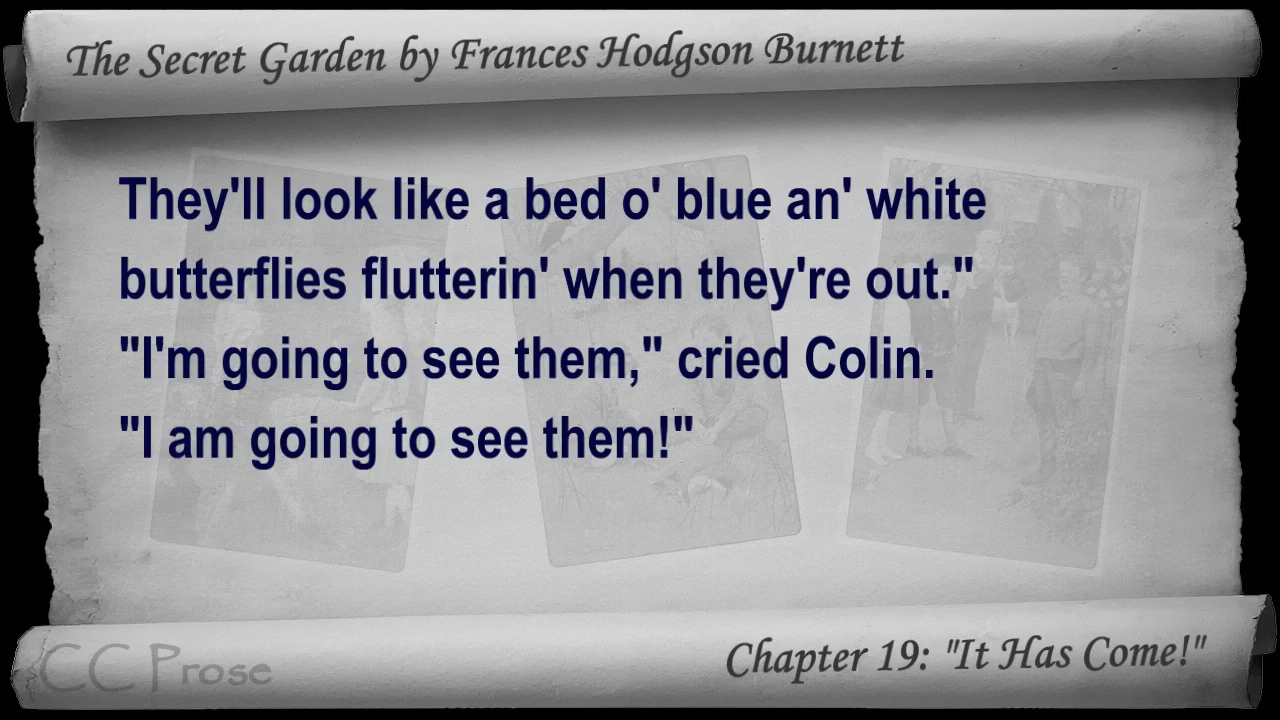 The Secret Garden by Frances Hodgson Burnett
They'll look like a bed o' blue an' white
butterflies flutterin' when they're out."
"I'm going to see them," cried Colin.
"I am going to see them!"
CC Prose
Chapter 19: "It Has Come!"